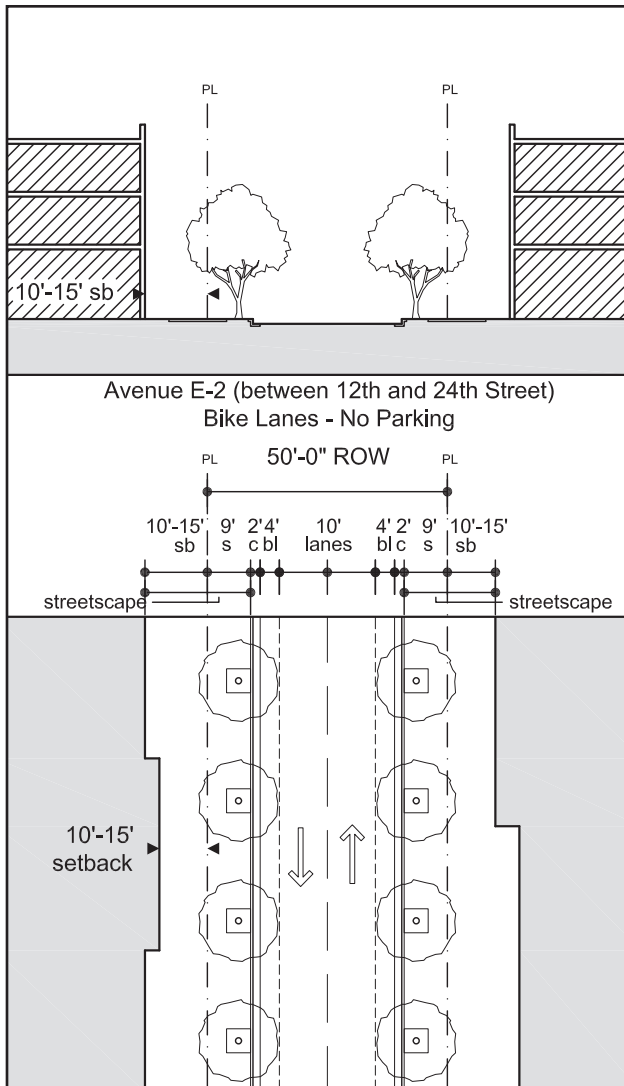 PL PL
10'-15' sb
Avenue E-2 (between 12th and 24th Street)
Bike Lanes - No Parking
50'-0" ROW
PL PL
10'-15' 9' 2' 4' 10' 4' 2' 9' 10'-15'
sb s c bl lanes bl c s sb
streetscape streetscape
10'-15'
setback